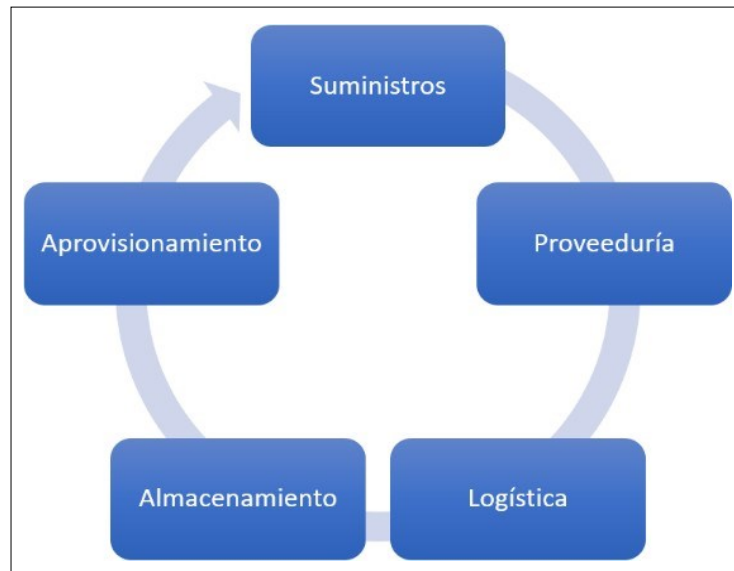 Suministros
Proveeduría
Logística
Almacenamiento
Aprovisionamiento